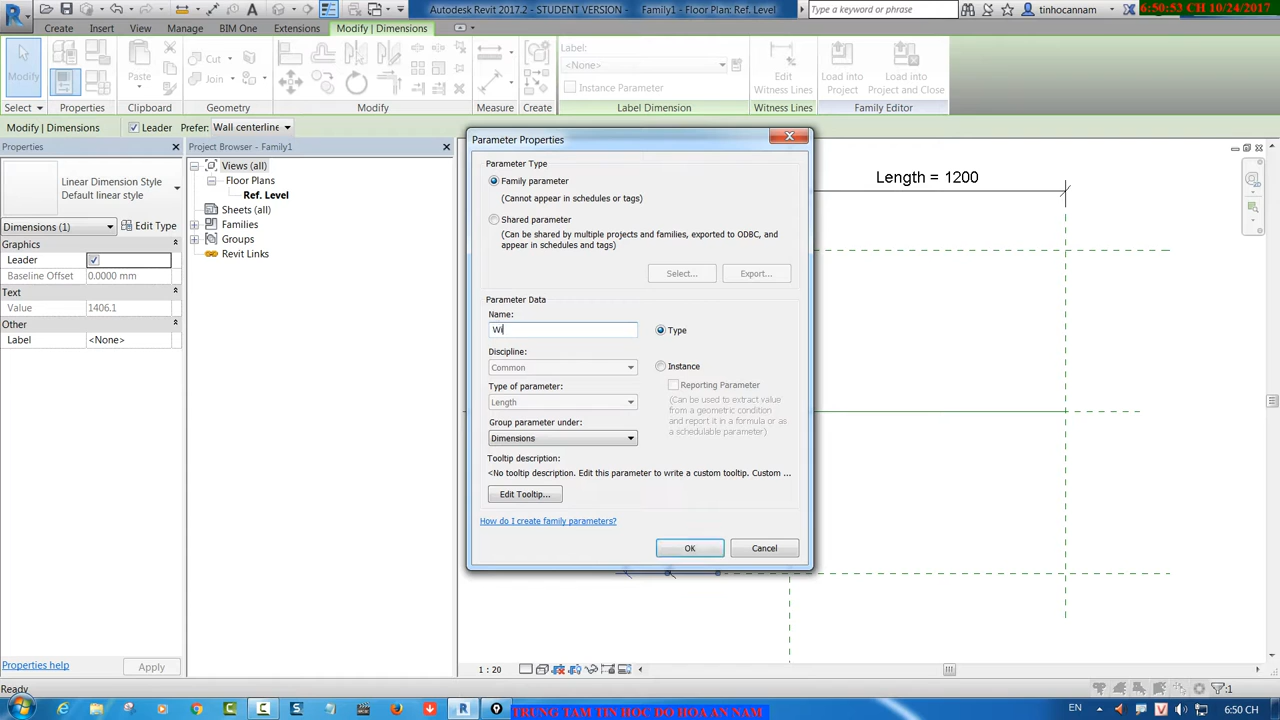 Autodesk Revit 2017.2 - STUDENT VERSION - Family1 - Floor Plan: Ref. Level
Type a keyword or phrase
tinhocannam
6:50:53 CH 10/24/2017
Create
Insert
View
Manage
BIM One
Extensions
Modify | Dimensions
Modify
Paste
Cut
Join
Label:
<None>
Instance Parameter
Edit
Witness Lines
Load into
Project
Load into
Project and Close
Select
Properties
Clipboard
Geometry
Modify
Measure
Create
Label Dimension
Witness Lines
Family Editor
Modify | Dimensions
Leader
Prefer:
Wall centerline
Properties
Linear Dimension Style
Default linear style
Dimensions (1)
Edit Type
Graphics
Leader
Baseline Offset
0.0000 mm
Text
Value
1406.1
Other
Label
<None>
Properties help
Apply
Project Browser - Family1
Views (all)
Floor Plans
Ref. Level
Sheets (all)
Families
Groups
Revit Links
Parameter Properties
Parameter Type
Family parameter
(Cannot appear in schedules or tags)
Shared parameter
(Can be shared by multiple projects and families, exported to ODBC, and
appear in schedules and tags)
Select...
Export...
Parameter Data
Name:
Wi
Type
Discipline:
Common
Instance
Type of parameter:
Length
Reporting Parameter
(Can be used to extract value
from a geometric condition
and report it in a formula or as
a schedulable parameter)
Group parameter under:
Dimensions
Tooltip description:
<No tooltip description. Edit this parameter to write a custom tooltip. Custom ...
Edit Tooltip...
How do I create family parameters?
OK
Cancel
Length = 1200
1 : 20
Ready
:1
EN
6:50 CH
TRUNG TAM TIN HOC DO HOA AN NAM